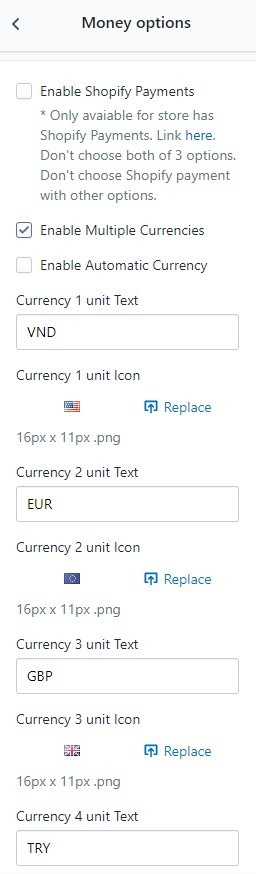 Money options
Enable Shopify Payments
* Only avaiable for store has
Shopify Payments. Link here.
Don't choose both of 3 options.
Don't choose Shopify payment
with other options.
Enable Multiple Currencies
Enable Automatic Currency
Currency 1 unit Text
VND
Currency 1 unit Icon
Replace
16px x 11px .png
Currency 2 unit Text
EUR
Currency 2 unit Icon
Replace
16px x 11px .png
Currency 3 unit Text
GBP
Currency 3 unit Icon
Replace
16px x 11px .png
Currency 4 unit Text
TRY